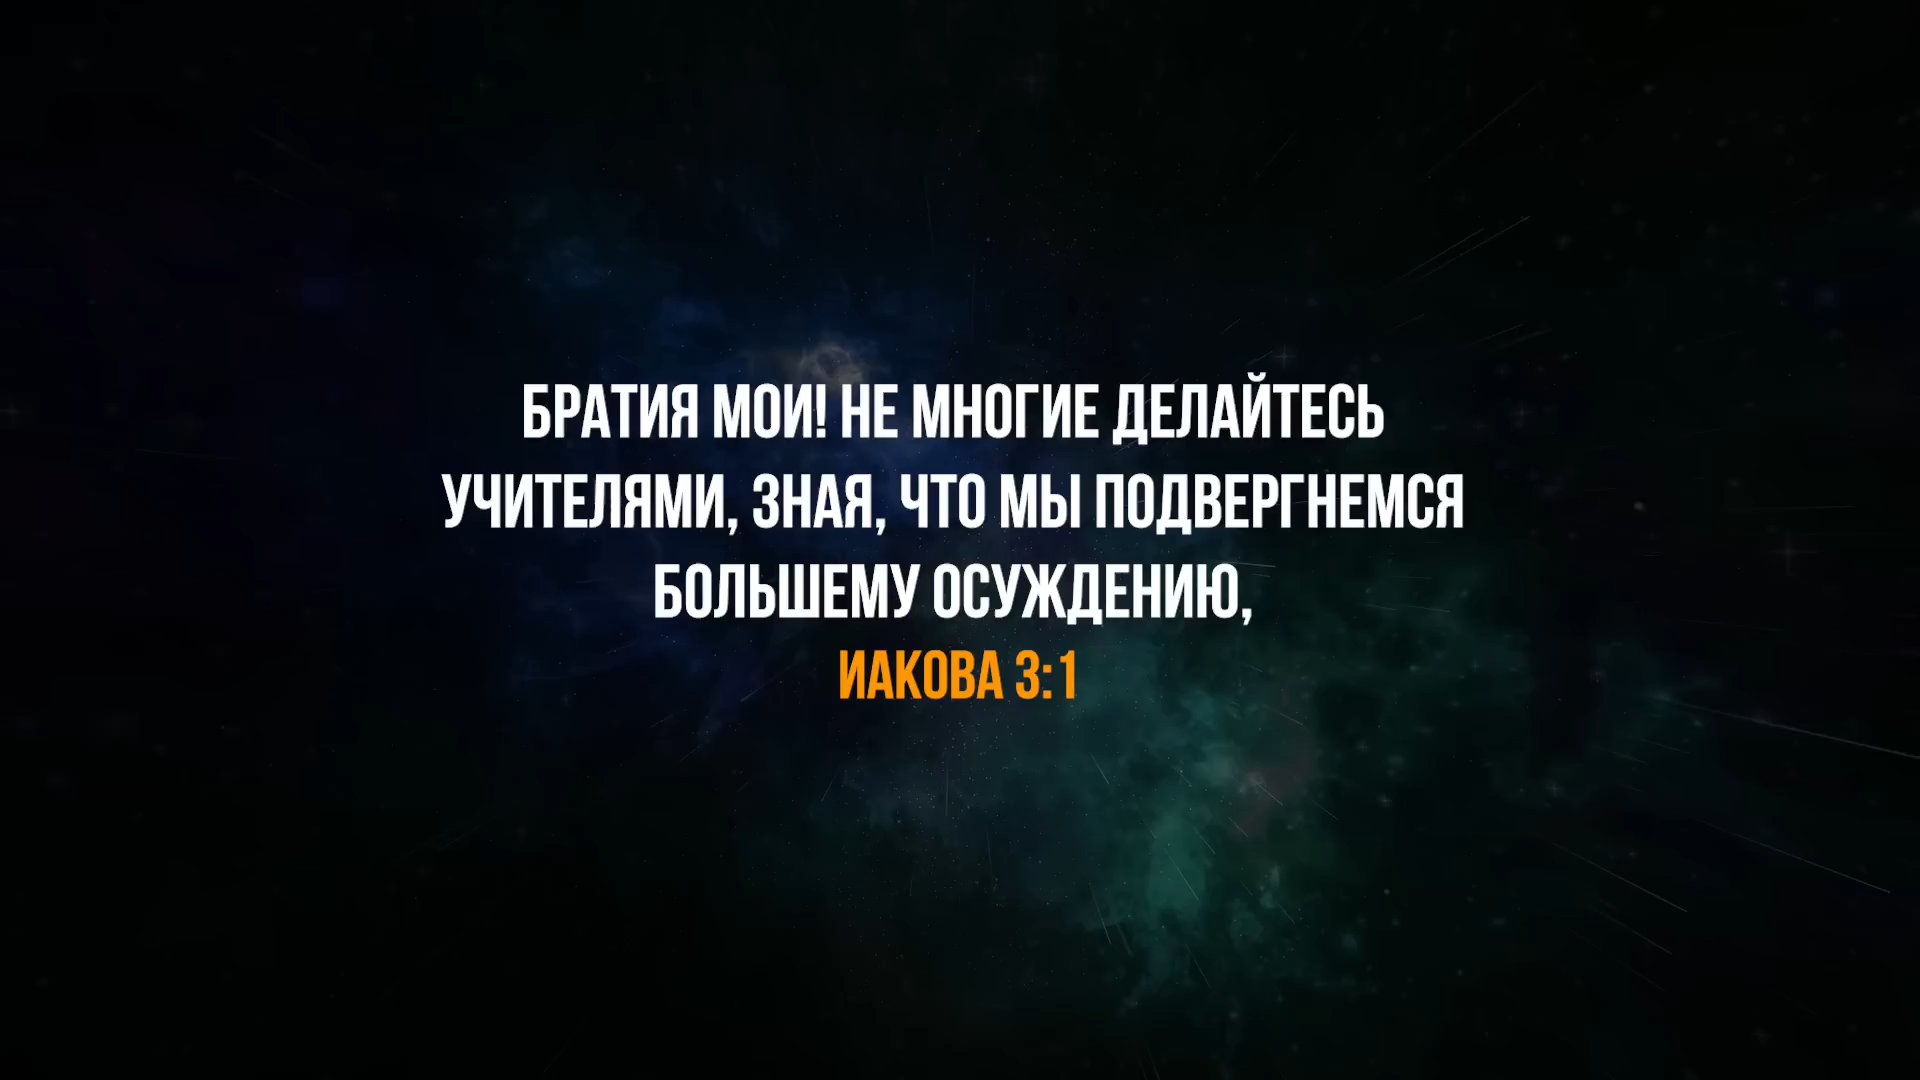 БРАТИЯ МОИ! НЕ МНОГИЕ ДЕЛАЙТЕСЬ
УЧИТЕЛЯМИ, ЗНАЯ, ЧТО МЫ ПОДВЕРГНЕМСЯ
БОЛЬШЕМУ ОСУЖДЕНИЮ,
ИАКОВА 3:1